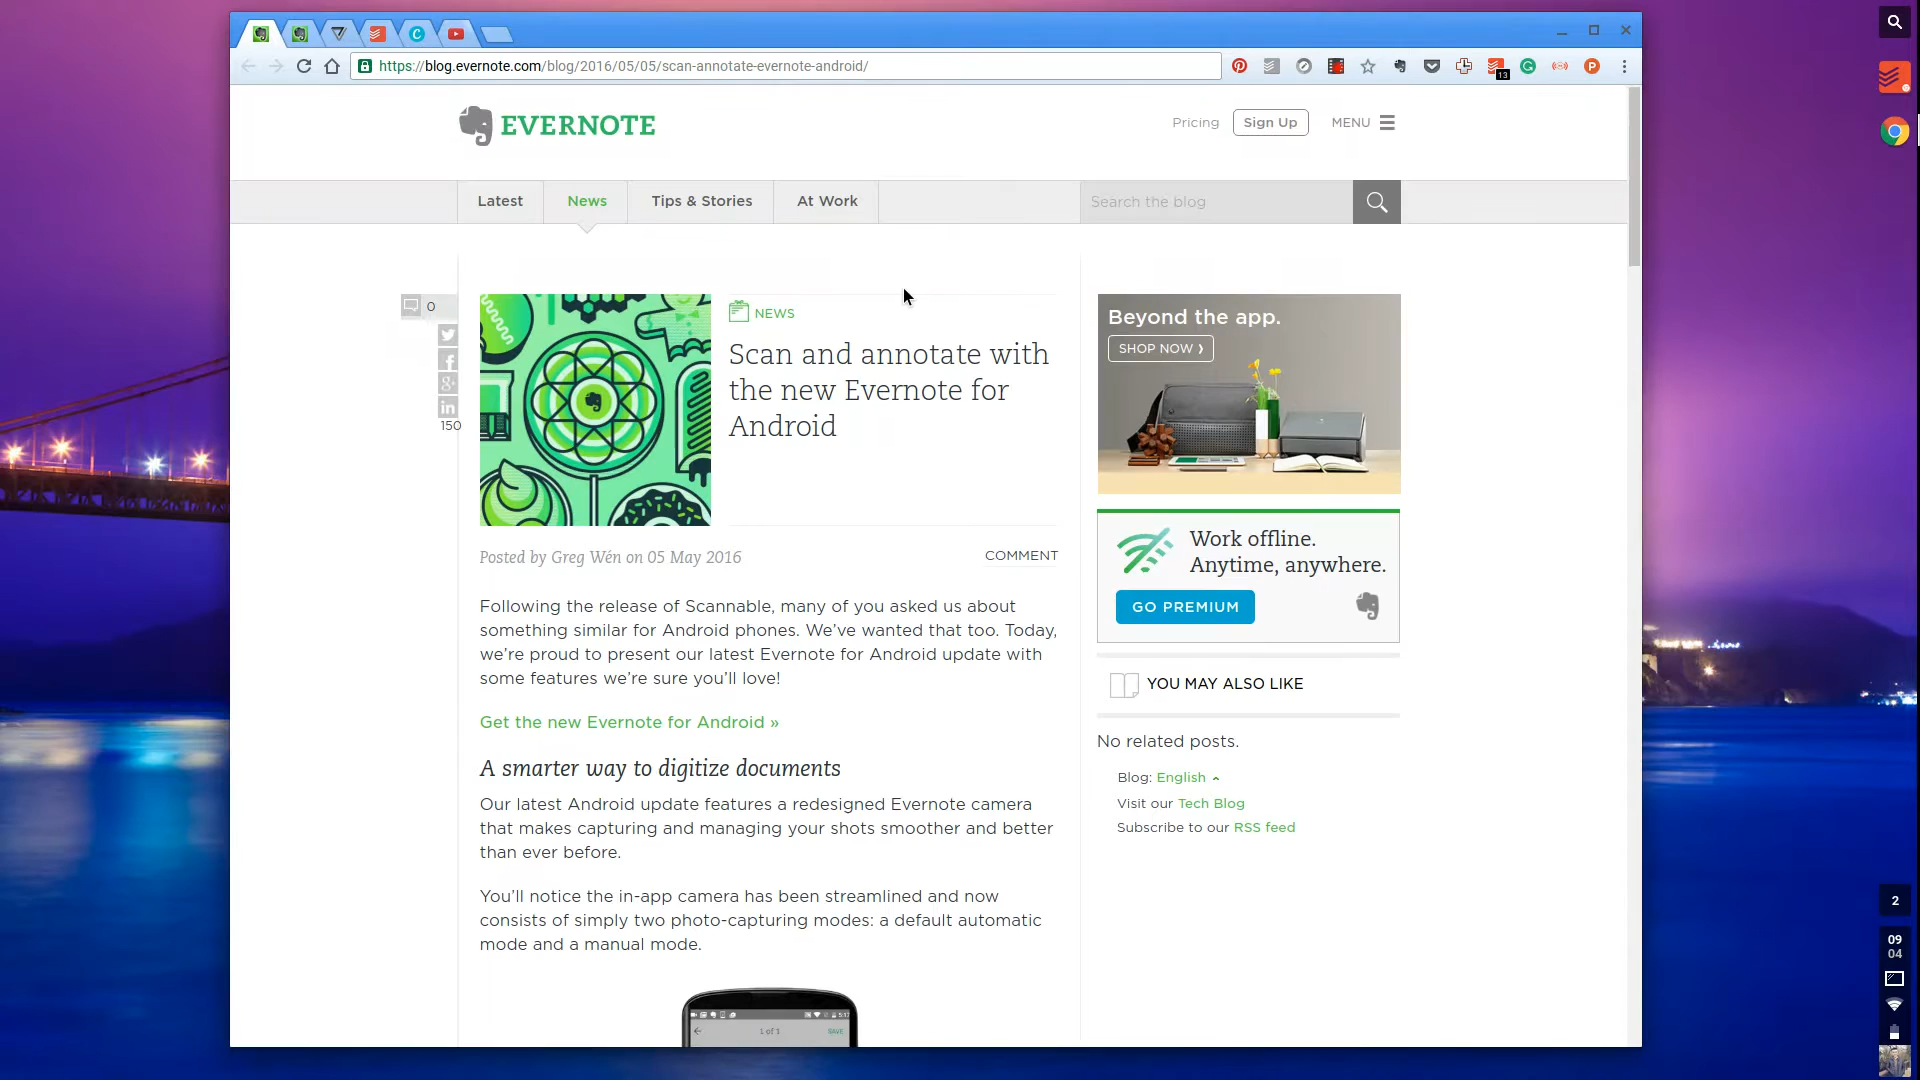 https://blog.evernote.com/blog/2016/05/05/scan-annotate-evernote-android/
13
EVERNOTE
Pricing
Sign Up
MENU
Latest
News
Tips & Stories
At Work
Search the blog
0
150
NEWS
Scan and annotate with
the new Evernote for
Android
Posted by Greg Wén on 05 May 2016
COMMENT
Following the release of Scannable, many of you asked us about
something similar for Android phones. We’ve wanted that too. Today,
we’re proud to present our latest Evernote for Android update with
some features we’re sure you’ll love!
Get the new Evernote for Android »
A smarter way to digitize documents
Our latest Android update features a redesigned Evernote camera
that makes capturing and managing your shots smoother and better
than ever before.
You’ll notice the in-app camera has been streamlined and now
consists of simply two photo-capturing modes: a default automatic
mode and a manual mode.
1 of 1
SAVE
Beyond the app.
SHOP NOW ›
Work offline.
Anytime, anywhere.
GO PREMIUM
YOU MAY ALSO LIKE
No related posts.
Blog: English
Visit our Tech Blog
Subscribe to our RSS feed
2
09
04